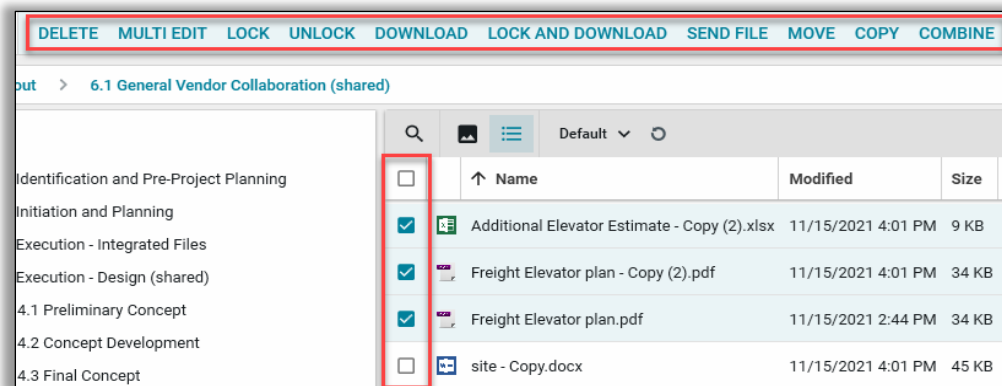 DELETE MULTI EDIT LOCK UNLOCK DOWNLOAD LOCK AND DOWNLOAD SEND FILE MOVE COPY COMBINE
out > 6.1 General Vendor Collaboration (shared)
Default
Identification and Pre-Project Planning
Initiation and Planning
Execution - Integrated Files
Execution - Design (shared)
4.1 Preliminary Concept
4.2 Concept Development
4.3 Final Concept
Name Modified Size
Additional Elevator Estimate - Copy (2).xlsx 11/15/2021 4:01 PM 9 KB
Freight Elevator plan - Copy (2).pdf 11/15/2021 4:01 PM 34 KB
Freight Elevator plan.pdf 11/15/2021 2:44 PM 34 KB
site - Copy.docx 11/15/2021 4:01 PM 45 KB